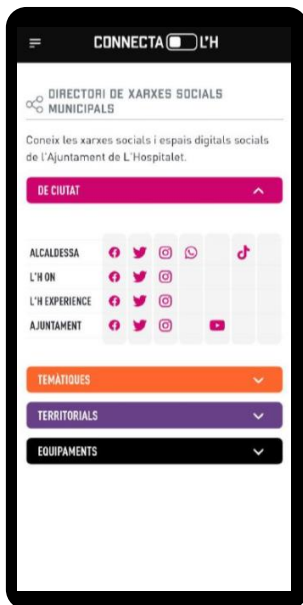 CONNECTA L'H
DIRECTORI DE XARXES SOCIALS
MUNICIPALS
Coneix les xarxes socials i espais digitals socials
de l'Ajuntament de L'Hospitalet.
DE CIUTAT
ALCALDESSA
L'H ON
L'H EXPERIENCE
AJUNTAMENT
TEMÀTIQUES
TERRITORIALS
EQUIPAMENTS